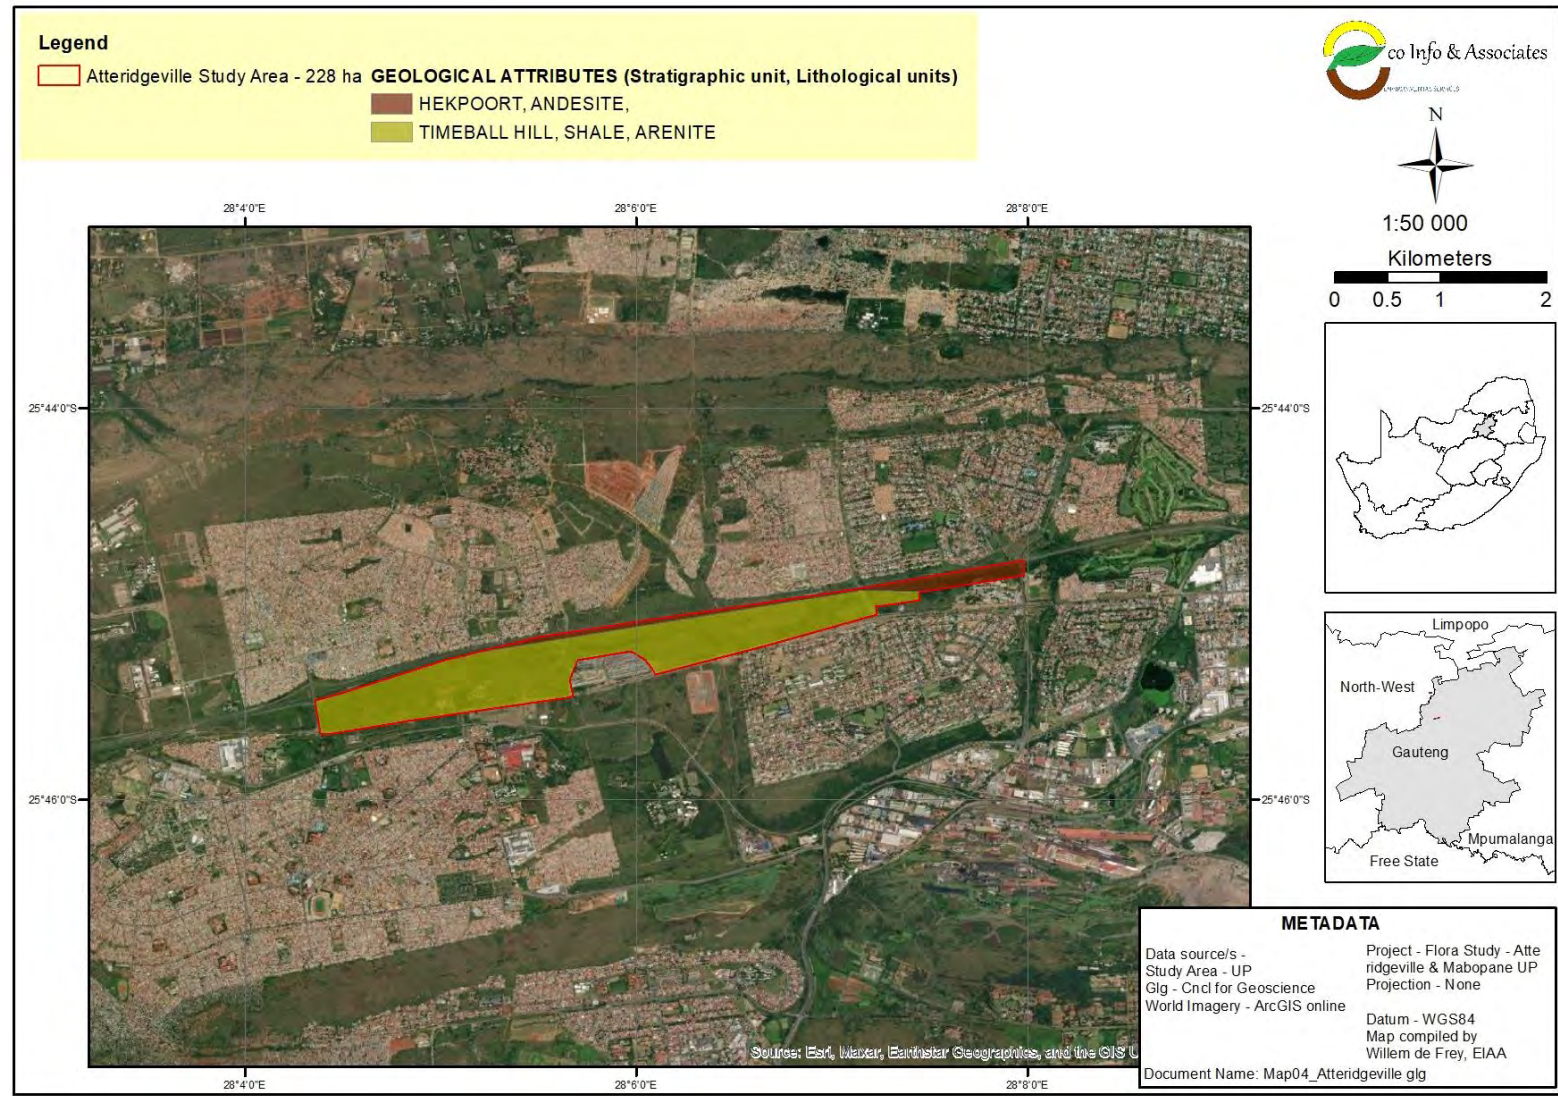 Legend
Atteridgeville Study Area - 228 ha GEOLOGICAL ATTRIBUTES (Stratigraphic unit, Lithological units)
HEKPOORT, ANDESITE,
TIMEBALL HILL, SHALE, ARENITE
co Info & Associates
N
1:50 000
Kilometers
0 0.5 1 2
28°4'0"E 28°6'0"E 28°8'0"E
25°44'0"S 25°44'0"S
25°46'0"S 25°46'0"S
Source: Esri, Maxar, Earthstar Geographics, and the GIS U
28°4'0"E 28°6'0"E 28°8'0"E
Limpopo
North-West
Gauteng
Mpumalanga
Free State
METADATA
Data source/s -
Study Area - UP
Glg - Cncl for Geoscience
World Imagery - ArcGIS online
Project - Flora Study - Atte
ridgeville & Mabopane UP
Projection - None
Datum - WGS84
Map compiled by
Willem de Frey, EIAA
Document Name: Map04_Atteridgeville glg